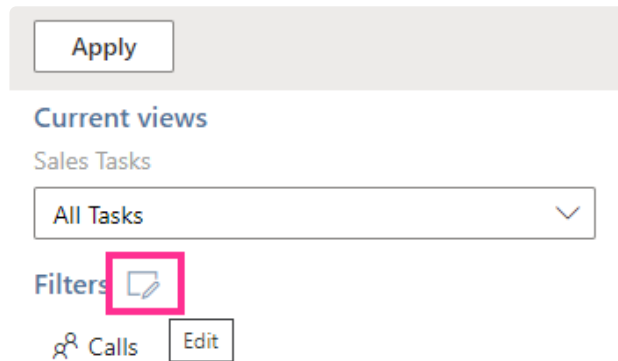 Apply
Current views
Sales Tasks
All Tasks
Filters
Calls
Edit